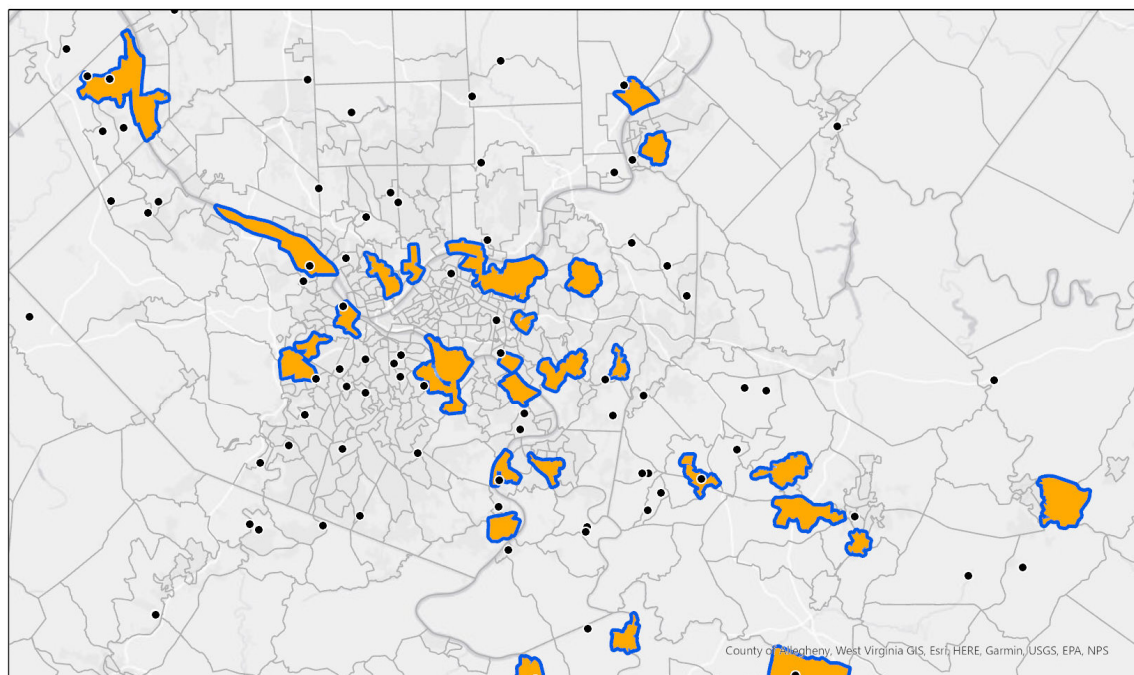 County of Allegheny, West Virginia GIS, Esri, HERE, Garmin, USGS, EPA, NPS